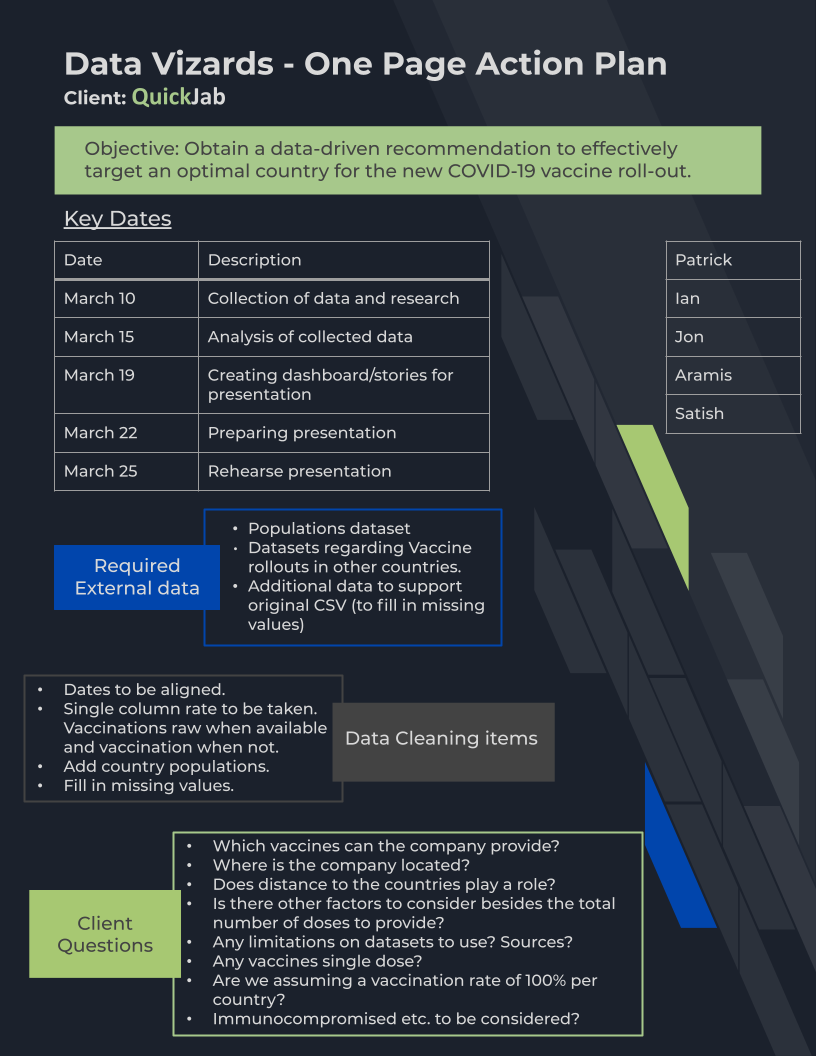 Data Vizards - One Page Action Plan
Client: QuickJab
Objective: Obtain a data-driven recommendation to effectively
target an optimal country for the new COVID-19 vaccine roll-out.
Key Dates
Date Description
March 10 Collection of data and research
March 15 Analysis of collected data
March 19 Creating dashboard/stories for
presentation
March 22 Preparing presentation
March 25 Rehearse presentation
Patrick
Ian
Jon
Aramis
Satish
Required
External data
• Populations dataset
• Datasets regarding Vaccine
rollouts in other countries.
• Additional data to support
original CSV (to fill in missing
values)
• Dates to be aligned.
• Single column rate to be taken.
Vaccinations raw when available
and vaccination when not.
• Add country populations.
• Fill in missing values.
Data Cleaning items
Client
Questions
• Which vaccines can the company provide?
• Where is the company located?
• Does distance to the countries play a role?
• Is there other factors to consider besides the total
number of doses to provide?
• Any limitations on datasets to use? Sources?
• Any vaccines single dose?
• Are we assuming a vaccination rate of 100% per
country?
• Immunocompromised etc. to be considered?